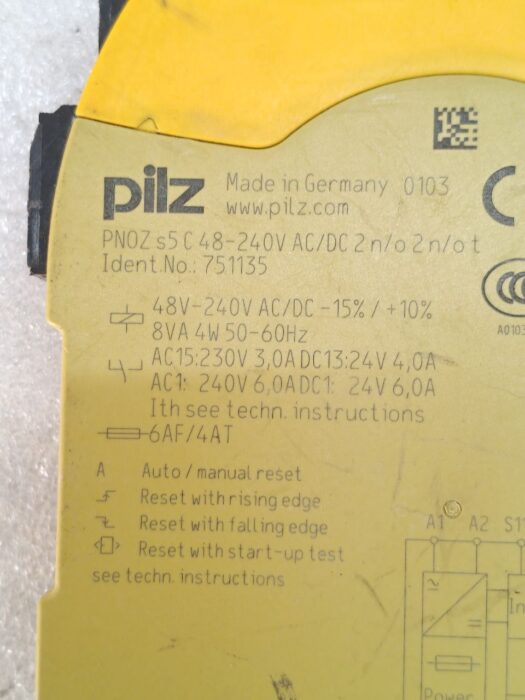 pilz Made in Germany 0103
www.pilz.com
PNOZ s5 C 48-240V AC/DC 2 n/o 2 n/o t
Ident.No.: 751135
48V-240V AC/DC -15% / +10%
8VA 4W 50-60Hz
AC15:230V 3,0A DC13:24V 4,0A
AC1: 240V 6,0A DC1: 24V 6,0A
Ith see techn. instructions
6AF/4AT
A Auto / manual reset
Reset with rising edge
Reset with falling edge
Reset with start-up test
see techn. instructions
A0103
A1 A2 S1
In
Power